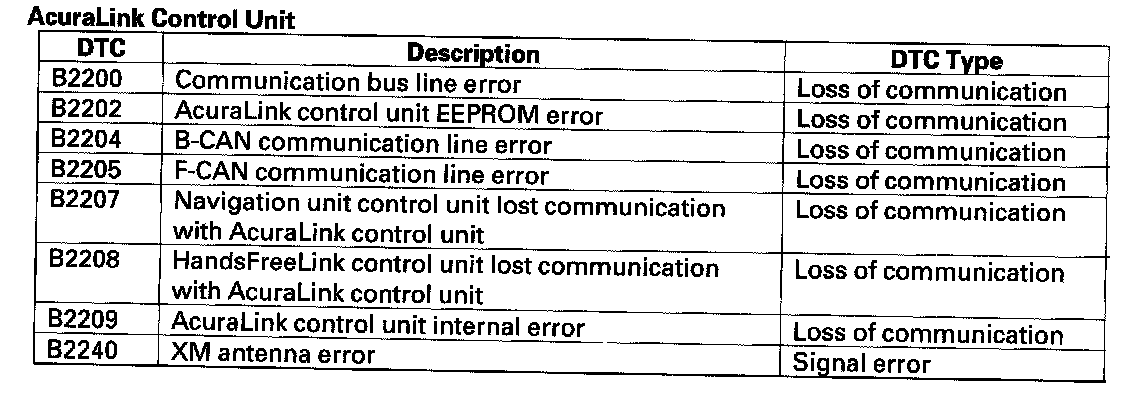 AcuraLink Control Unit
DTC Description DTC Type
B2200 Communication bus line error Loss of communication
B2202 AcuraLink control unit EEPROM error Loss of communication
B2204 B-CAN communication line error Loss of communication
B2205 F-CAN communication line error Loss of communication
B2207 Navigation unit control unit lost communication Loss of communication
with AcuraLink control unit
B2208 HandsFreeLink control unit lost communication Loss of communication
with AcuraLink control unit
B2209 AcuraLink control unit internal error Loss of communication
B2240 XM antenna error Signal error